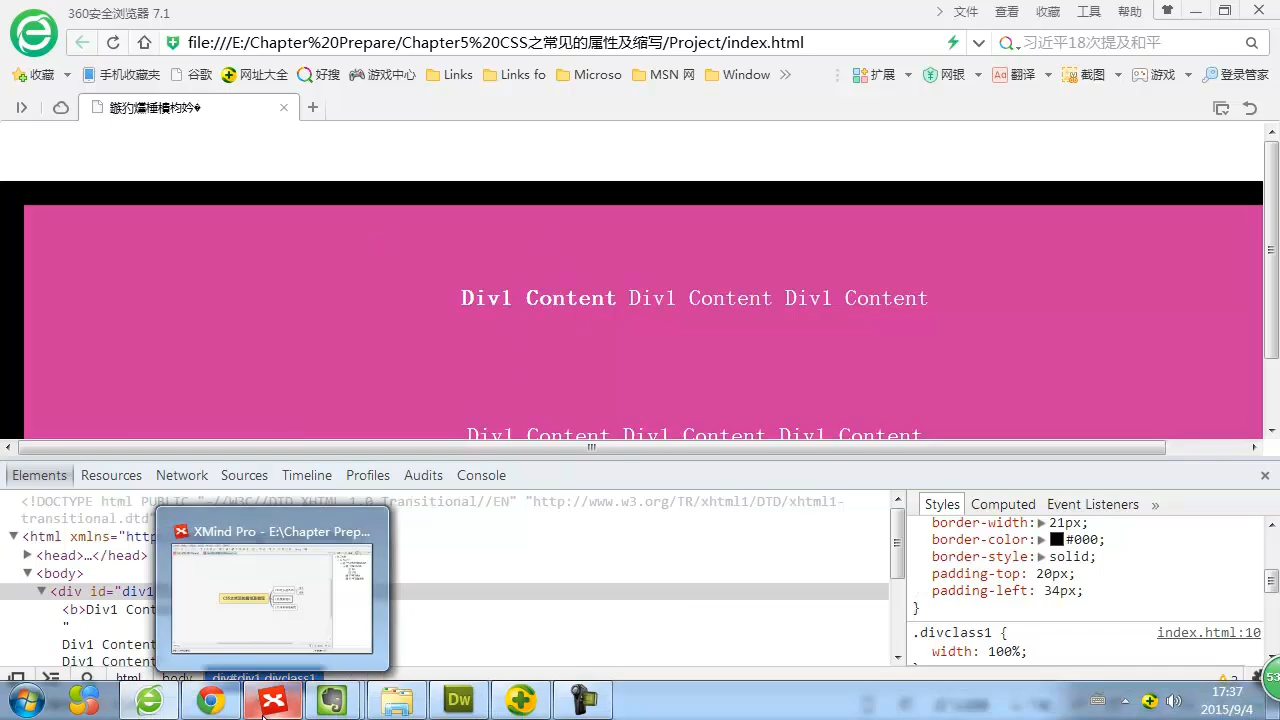 360安全浏览器 7.1
文件 查看 收藏 工具 帮助
file:///E:/Chapter%20Prepare/Chapter5%20CSS之常见的属性及缩写/Project/index.html
习近平18次提及和平
收藏 手机收藏夹 谷歌 网址大全 好搜 游戏中心 Links Links fo Microso MSN 网 Window » 扩展 网银 Aa 翻译 截图 游戏 登录管家
Div1 Content Div1 Content Div1 Content
Div1 Content Div1 Content Div1 Content
Elements Resources Network Sources Timeline Profiles Audits Console
<!DOCTYPE html PUBLIC "-//W3C//DTD XHTML 1.0 Transitional//EN" "http://www.w3.org/TR/xhtml1/DTD/xhtml1-
transitional.dtd"
<html xmlns="http
<head>…</head>
<body>
<div id="div1
<b>Div1 Cont
"
Div1 Content
Div1 Content
html body div#div1.divclass1
XMind Pro - E:\Chapter Prep...
Styles Computed Event Listeners »
border-width: 21px;
border-color: #000;
border-style: solid;
padding-top: 20px;
padding-left: 34px;
}
.divclass1 { index.html:10
width: 100%;
2
53
Dw
17:37
2015/9/4